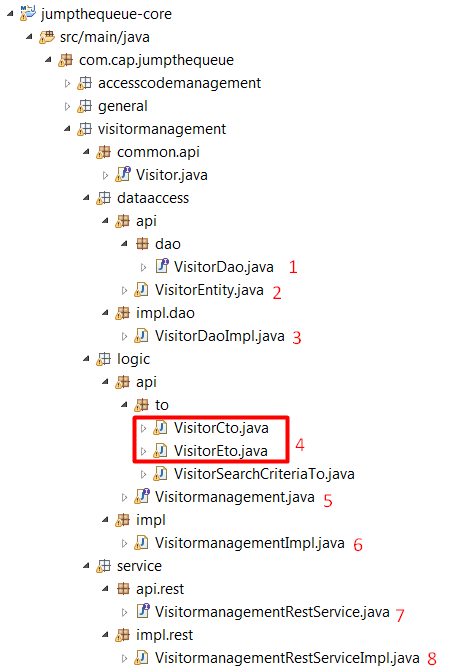 jumpthequeue-core
src/main/java
com.cap.jumpthequeue
accesscodemanagement
general
visitormanagement
common.api
Visitor.java
dataaccess
api
dao
VisitorDao.java 1
VisitorEntity.java 2
impl.dao
VisitorDaoImpl.java 3
logic
api
to
VisitorCto.java
VisitorEto.java 4
VisitorSearchCriteriaTo.java
Visitormanagement.java 5
impl
VisitormanagementImpl.java 6
service
api.rest
VisitormanagementRestService.java 7
impl.rest
VisitormanagementRestServiceImpl.java 8